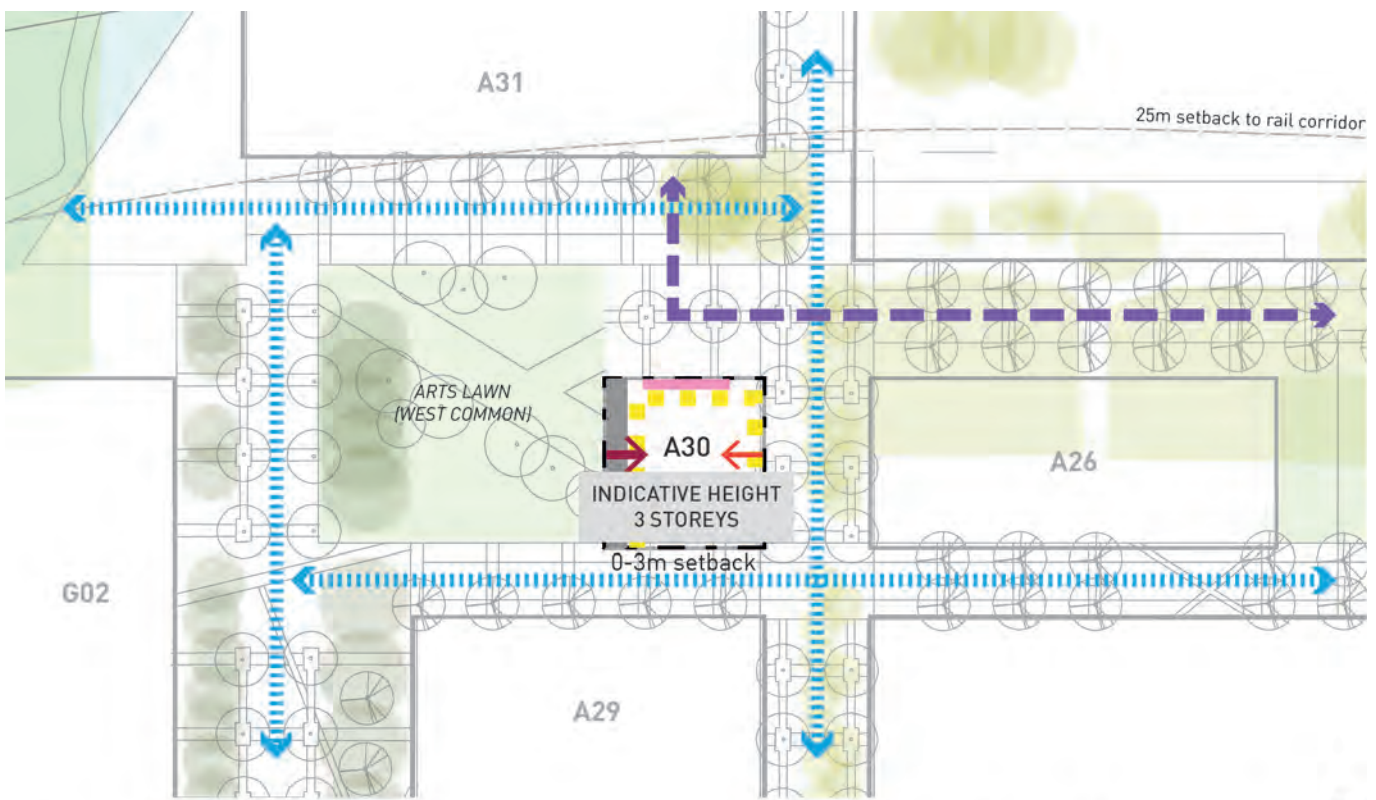 A31
25m setback to rail corridor
ARTS LAWN
(WEST COMMON)
A30
A26
INDICATIVE HEIGHT
3 STOREYS
0-3m setback
G02
A29